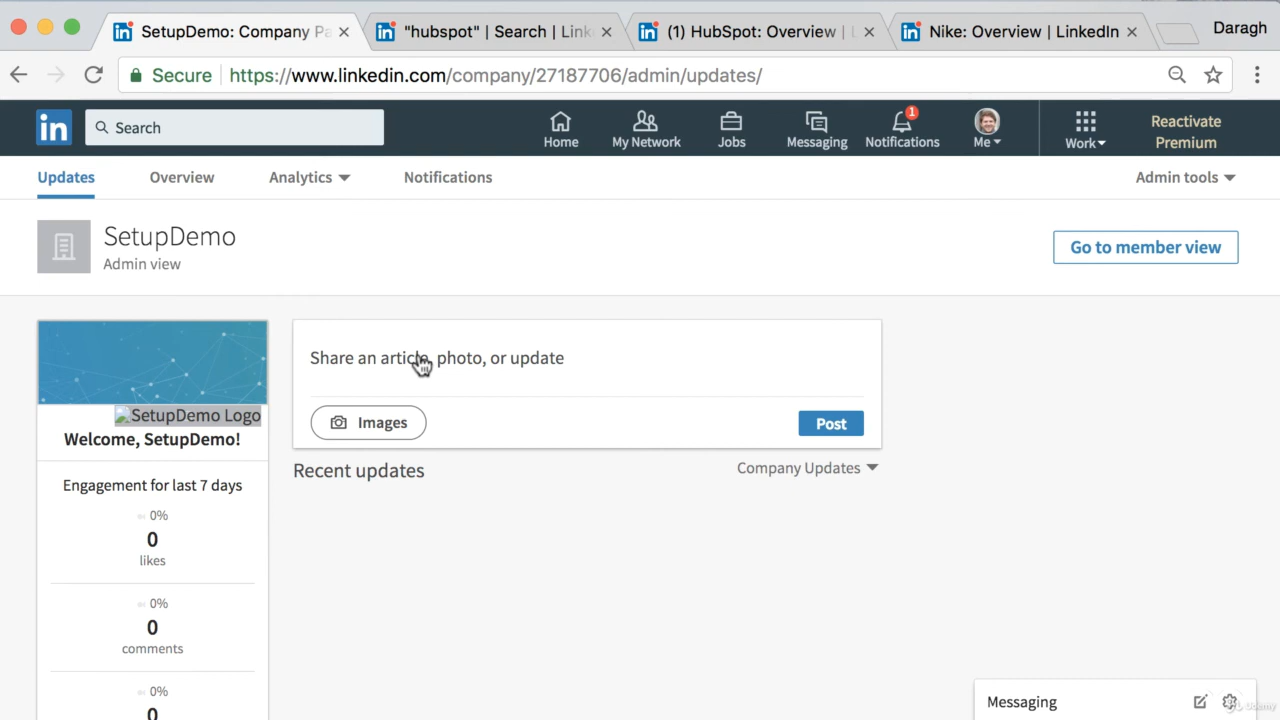 SetupDemo: Company Pa
"hubspot" | Search | Link
(1) HubSpot: Overview | L
Nike: Overview | LinkedIn
Daragh
Secure
https://www.linkedin.com/company/27187706/admin/updates/
in
Search
Home
My Network
Jobs
Messaging
1
Notifications
Me
Work
Reactivate
Premium
Updates
Overview
Analytics
Notifications
Admin tools
SetupDemo
Admin view
Go to member view
Share an article, photo, or update
SetupDemo Logo
Images
Post
Welcome, SetupDemo!
Recent updates
Company Updates
Engagement for last 7 days
0%
0
likes
0%
0
comments
0%
0
Messaging
Udemy